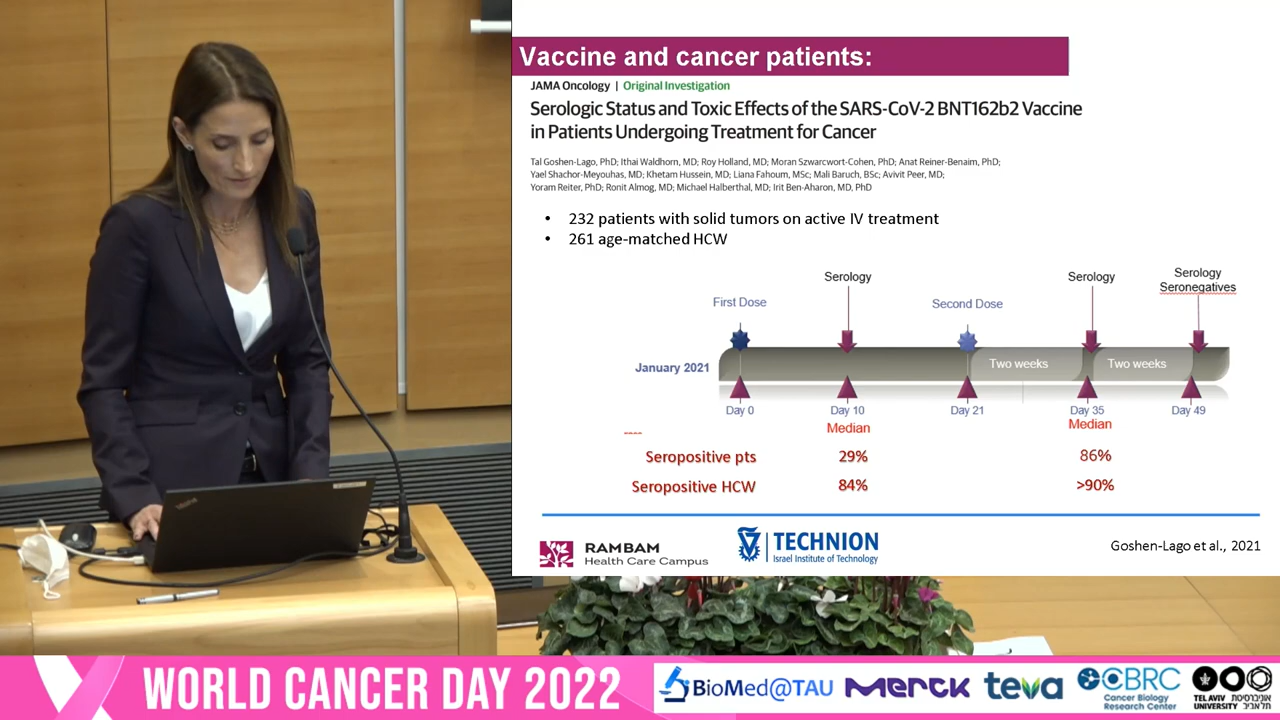 Vaccine and cancer patients:
JAMA Oncology | Original Investigation
Serologic Status and Toxic Effects of the SARS-CoV-2 BNT162b2 Vaccine
in Patients Undergoing Treatment for Cancer
Tal Goshen-Lago, PhD; Ithai Waldhorn, MD; Roy Holland, MD; Moran Szwarcwort-Cohen, PhD; Anat Reiner-Benaim, PhD;
Yael Shachor-Meyouhas, MD; Khetam Hussein, MD; Liana Fahoum, MSc; Mali Baruch, BSc; Avivit Peer, MD;
Yoram Reiter, PhD; Ronit Almog, MD; Michael Halberthal, MD; Irit Ben-Aharon, MD, PhD
• 232 patients with solid tumors on active IV treatment
• 261 age-matched HCW
Serology
Serology
Serology
Seronegatives
First Dose
Second Dose
January 2021
Two weeks
Two weeks
Day 0
Day 10
Day 21
Day 35
Day 49
----
Median
Median
Seropositive pts 29% 86%
Seropositive HCW 84% >90%
RAMBAM
Health Care Campus
TECHNION
Israel Institute of Technology
Goshen-Lago et al., 2021
WORLD CANCER DAY 2022
BioMed@TAU
MERCK
teva
CBRC
Cancer Biology
Research Center
TEL AVIV אוניברסיטת
UNIVERSITY תל אביב